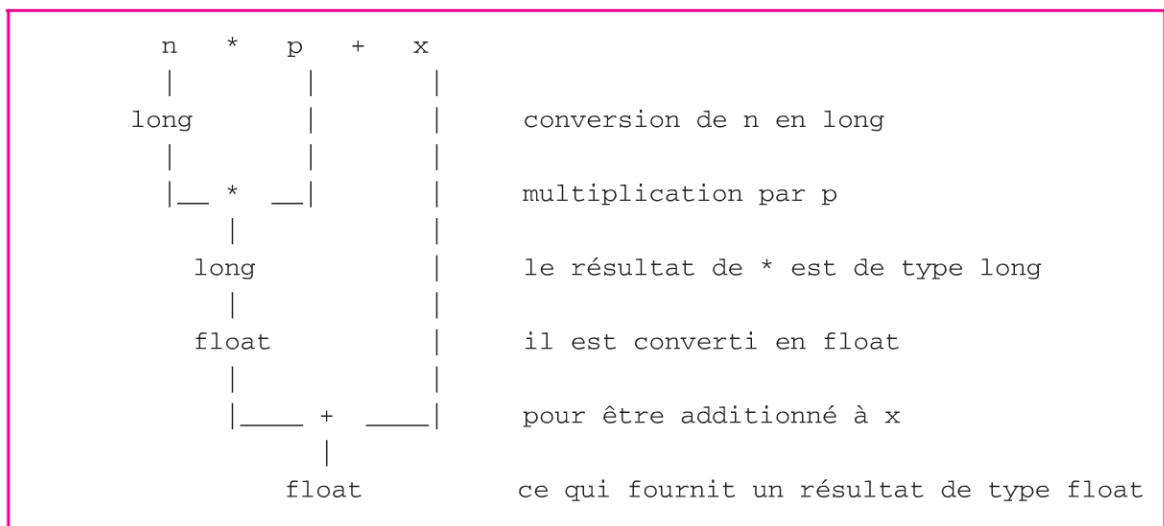 n * p + x
| | |
long | | conversion de n en long
| | |
|__ * __| | multiplication par p
| |
long | le résultat de * est de type long
| |
float | il est converti en float
| |
|____ + ____| pour être additionné à x
|
float ce qui fournit un résultat de type float